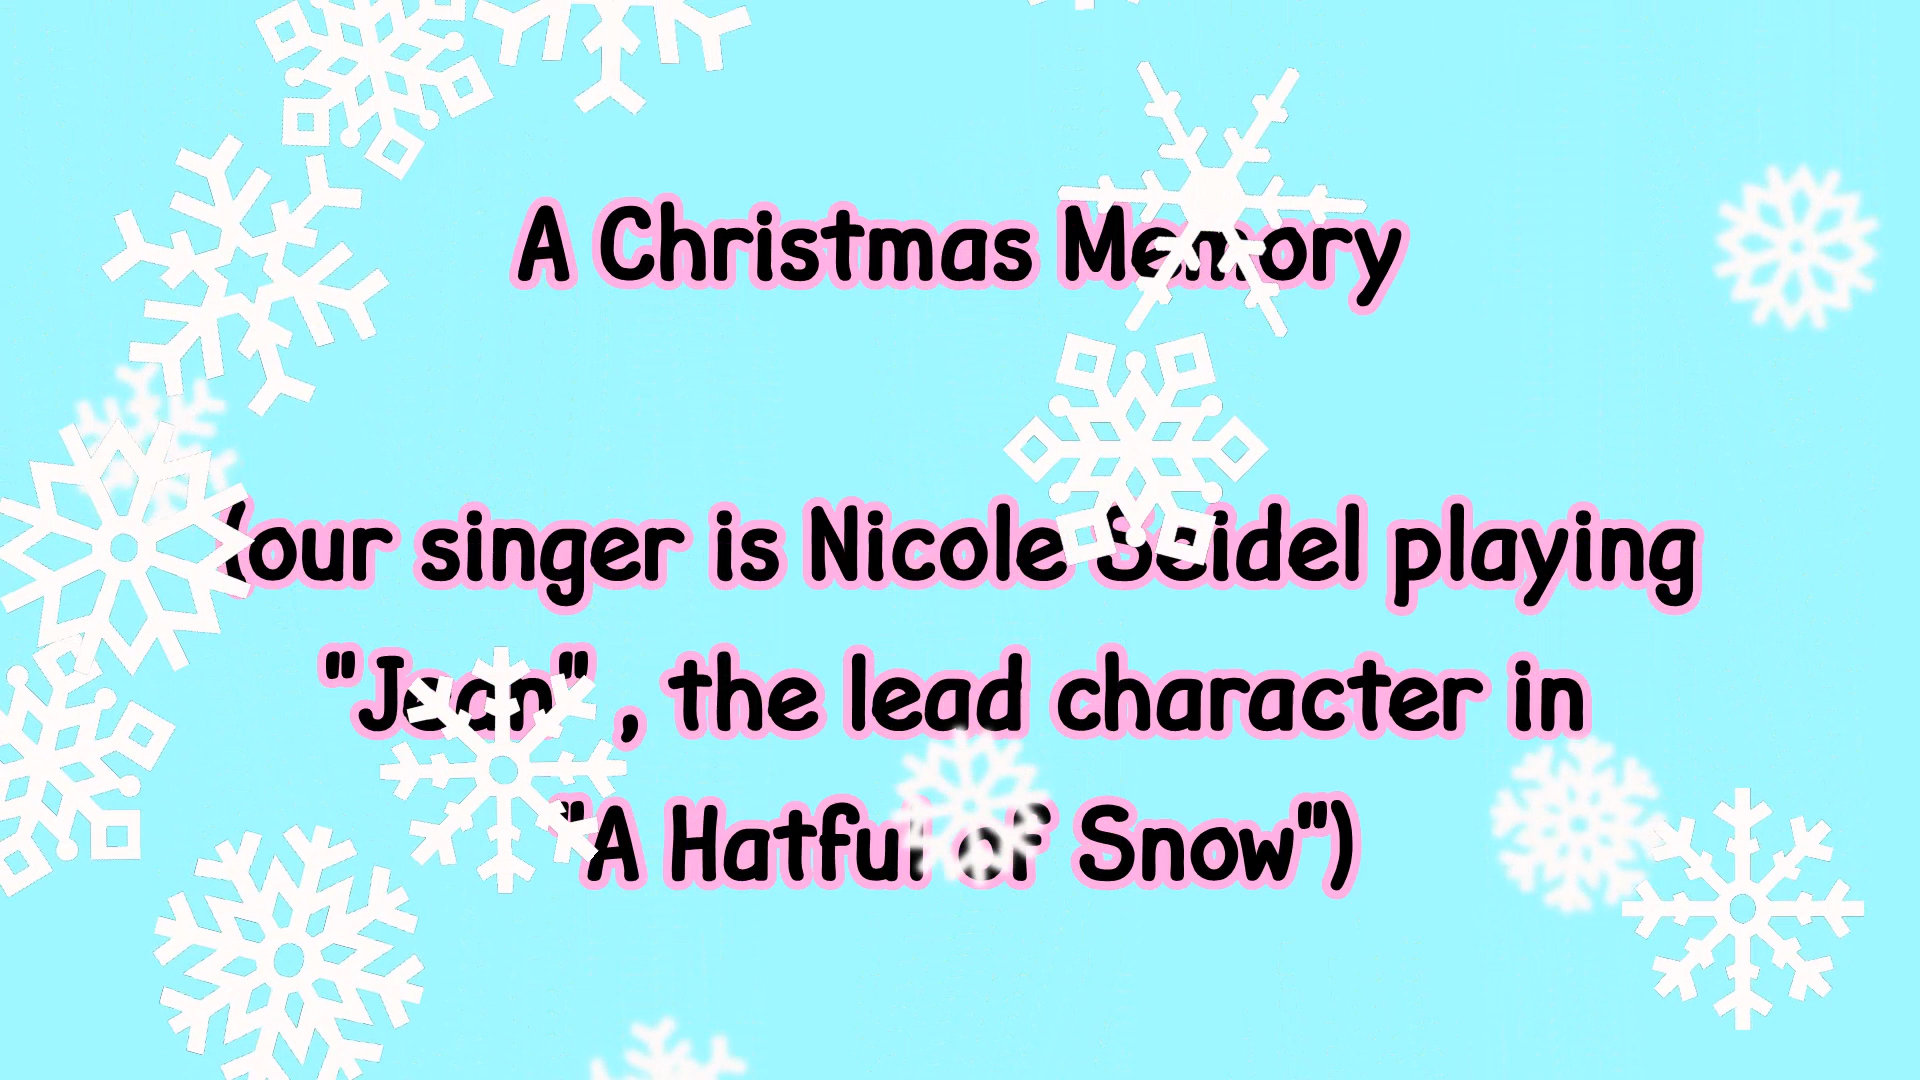 A Christmas Memory
(our singer is Nicole Seidel playing
"Jean" , the lead character in
"A Hatful of Snow")